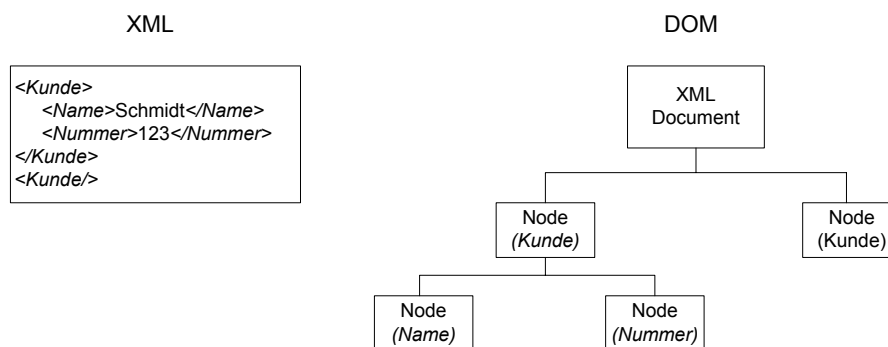 XML
<Kunde>
<Name>Schmidt</Name>
<Nummer>123</Nummer>
</Kunde>
<Kunde/>
DOM
XML
Document
Node
(Kunde)
Node
(Kunde)
Node
(Name)
Node
(Nummer)